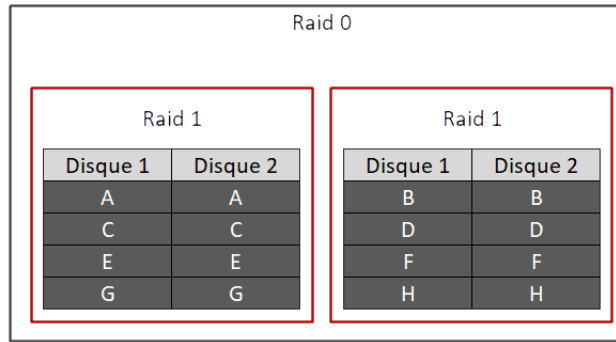 Raid 0
Raid 1
Disque 1 Disque 2
A A
C C
E E
G G
Raid 1
Disque 1 Disque 2
B B
D D
F F
H H